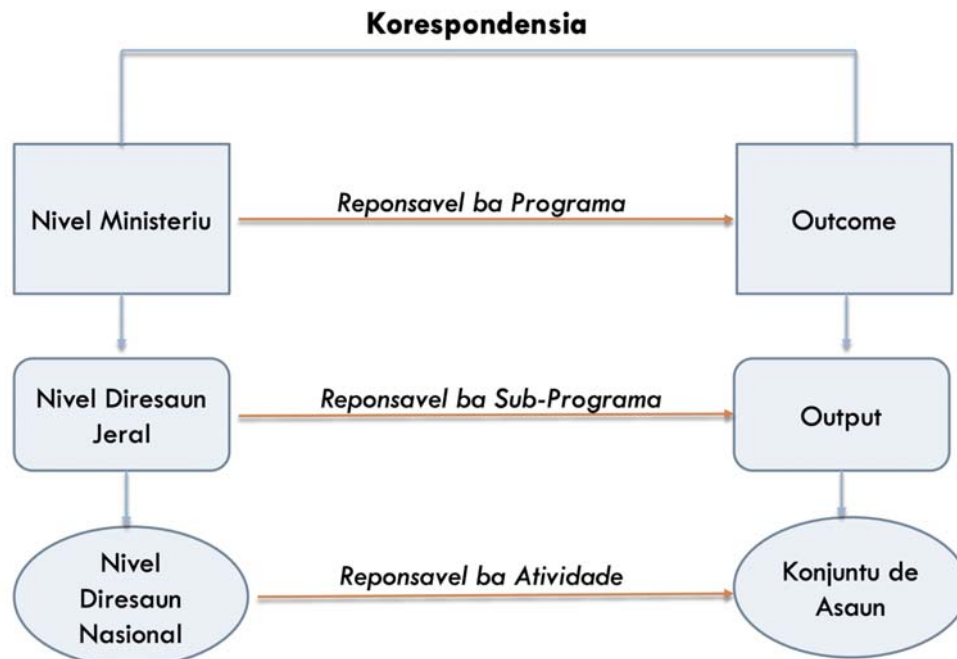 Korespondensia
Nivel Ministeriu
Reponsavel ba Programa
Outcome
Nivel Diresaun
Jeral
Reponsavel ba Sub-Programa
Output
Nivel
Diresaun
Nasional
Reponsavel ba Atividade
Konjuntu de
Asaun